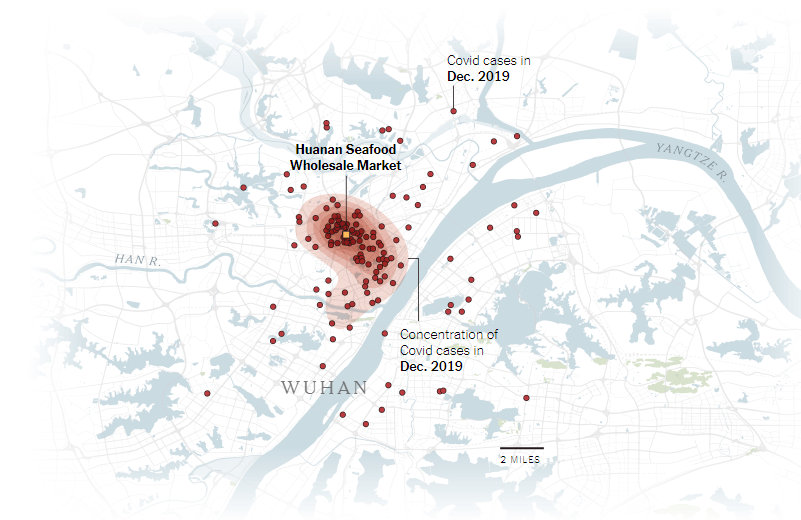 Covid cases in
Dec. 2019
Huanan Seafood
Wholesale Market
YANGTZE R.
HAN R.
Concentration of
Covid cases in
Dec. 2019
WUHAN
2 MILES